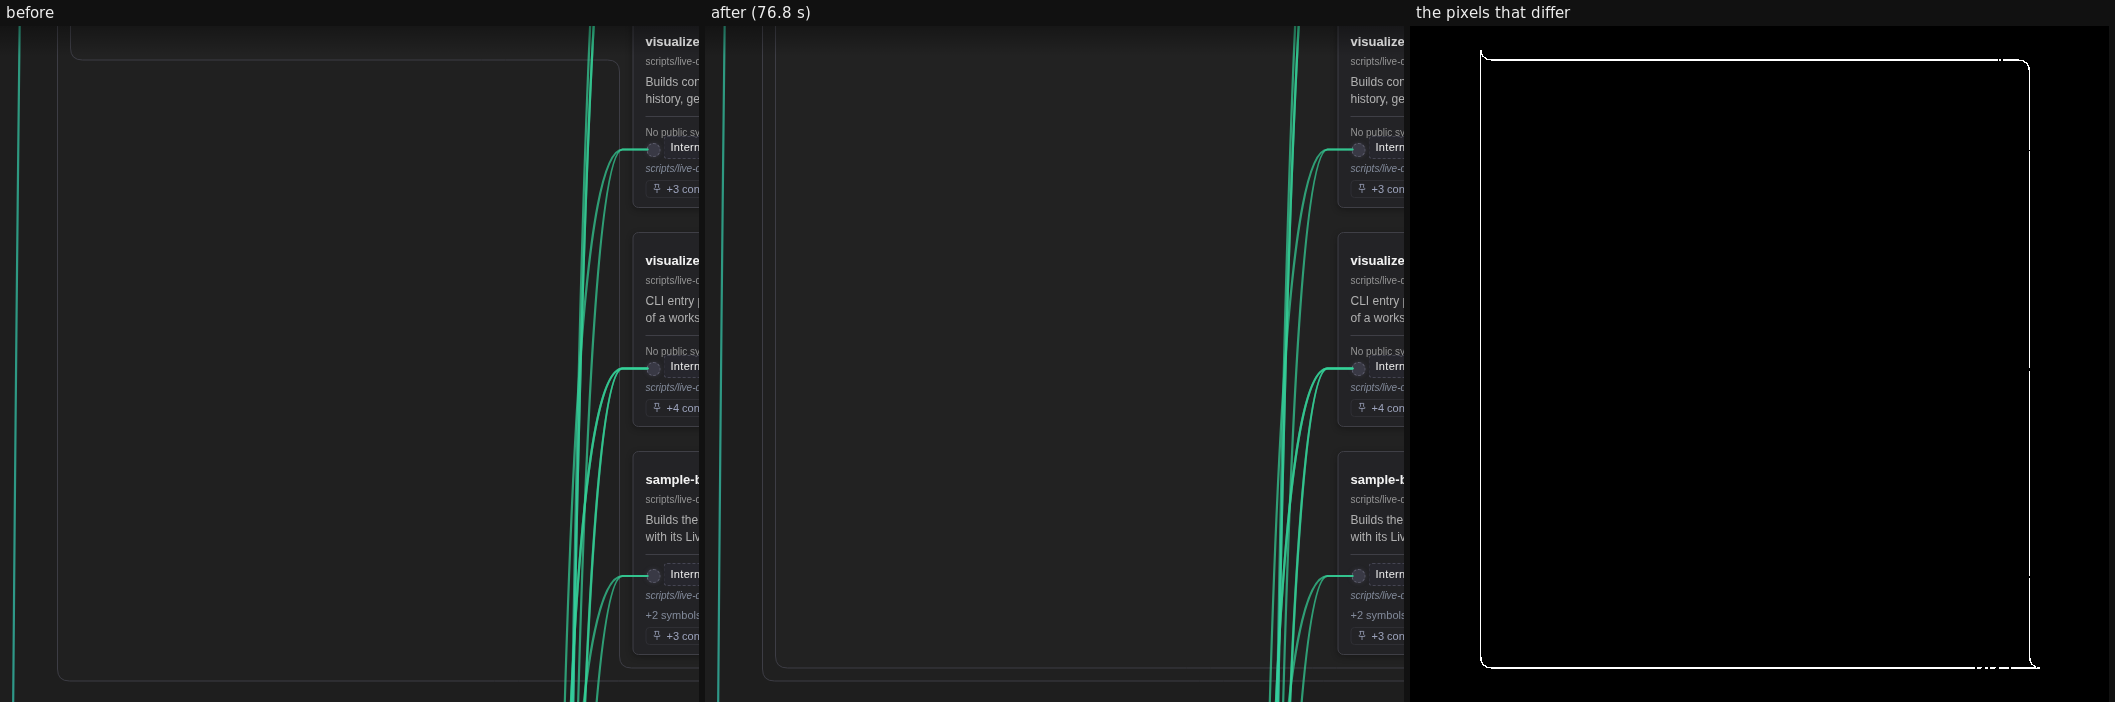 before
after (76.8 s)
the pixels that differ
visualize
scripts/live-c
Builds cor
history, ge
No public sy
Intern
scripts/live-c
+3 con
visualize
scripts/live-c
CLI entry
of a works
No public sy
Intern
scripts/live-c
+4 con
sample-b
scripts/live-c
Builds the
with its Liv
Intern
scripts/live-c
+2 symbols
+3 con
visualize
scripts/live-c
Builds cor
history, ge
No public sy
Intern
scripts/live-c
+3 con
visualize
scripts/live-c
CLI entry
of a works
No public sy
Intern
scripts/live-c
+4 con
sample-b
scripts/live-c
Builds the
with its Liv
Intern
scripts/live-c
+2 symbols
+3 con